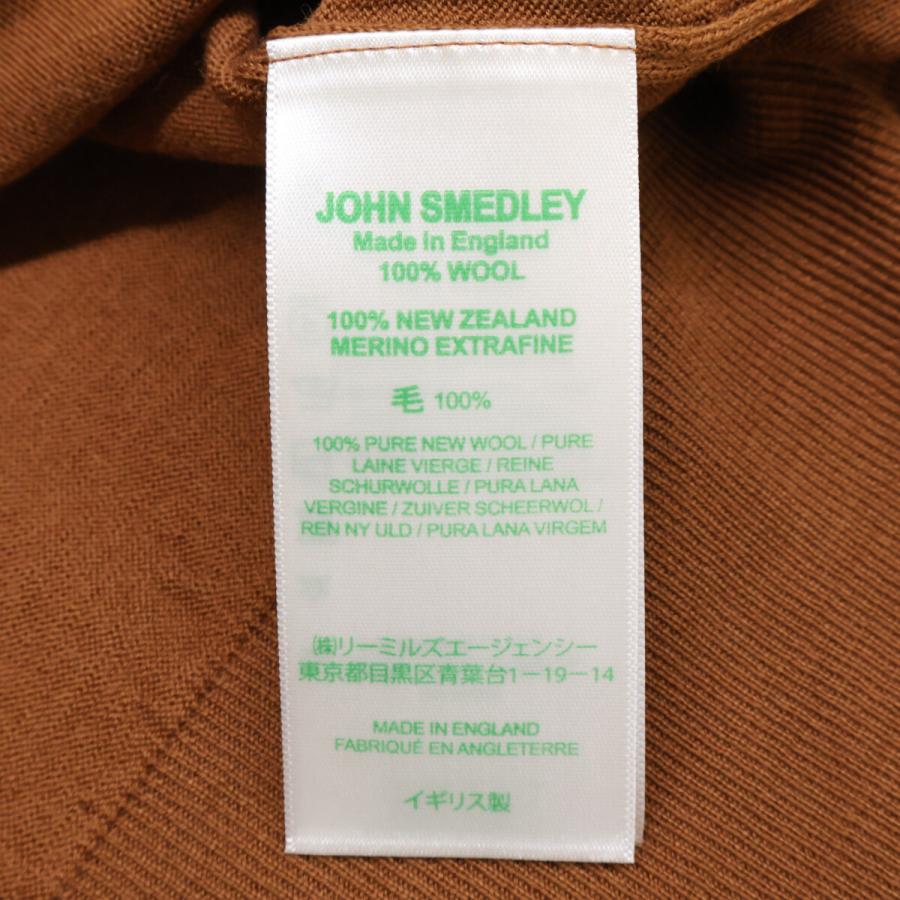 JOHN SMEDLEY
Made in England
100% WOOL
100% NEW ZEALAND
MERINO EXTRAFINE
毛 100%
100% PURE NEW WOOL / PURE
LAINE VIERGE / REINE
SCHURWOLLE / PURA LANA
VERGINE / ZUIVER SCHEERWOL /
REN NY ULD / PURA LANA VIRGEM
㈱リーミルズエージェンシー
東京都目黒区青葉台1－19－14
MADE IN ENGLAND
FABRIQUÉ EN ANGLETERRE
イギリス製